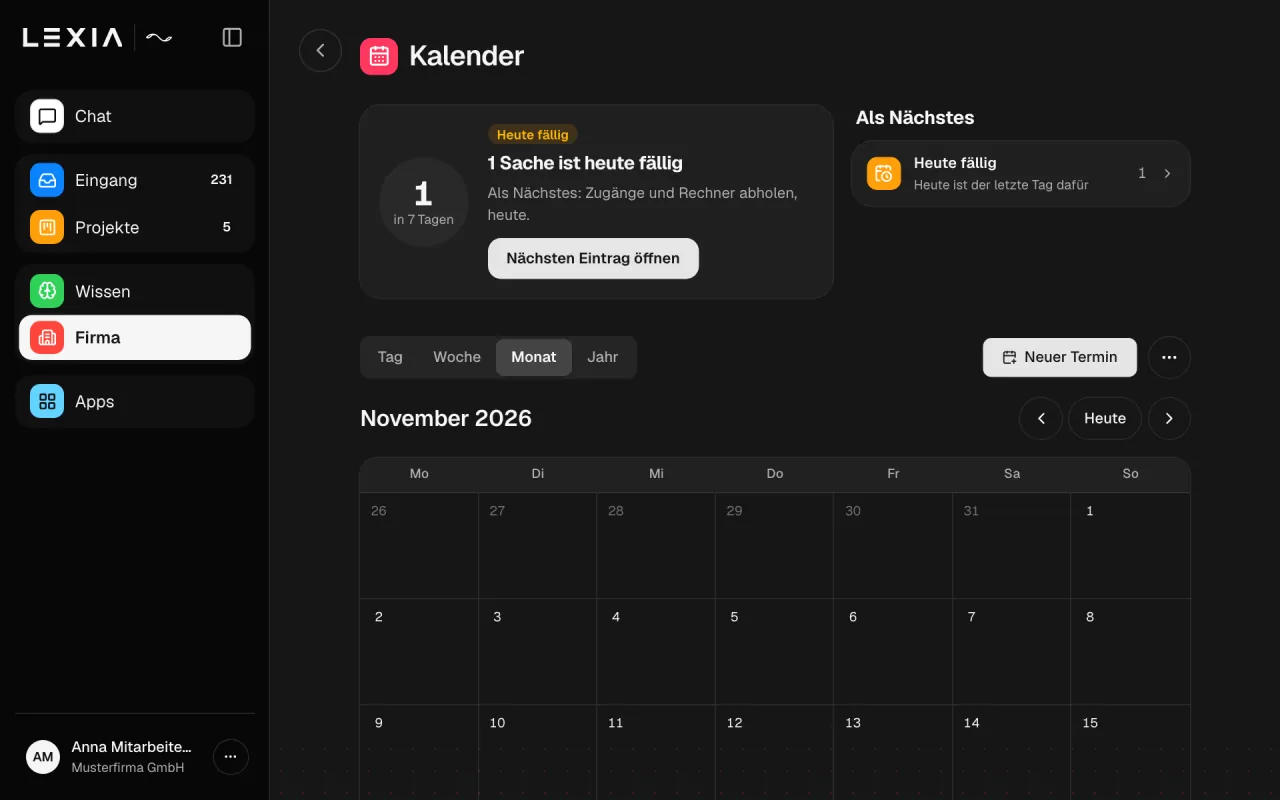 LEXIA
Chat
Eingang 231
Projekte 5
Wissen
Firma
Apps
AM
Anna Mitarbeite...
Musterfirma GmbH
Kalender
1
in 7 Tagen
Heute fällig
1 Sache ist heute fällig
Als Nächstes: Zugänge und Rechner abholen,
heute.
Nächsten Eintrag öffnen
Als Nächstes
Heute fällig
Heute ist der letzte Tag dafür
1
Tag Woche Monat Jahr
Neuer Termin
November 2026
Heute
Mo Di Mi Do Fr Sa So
26 27 28 29 30 31 1
2 3 4 5 6 7 8
9 10 11 12 13 14 15